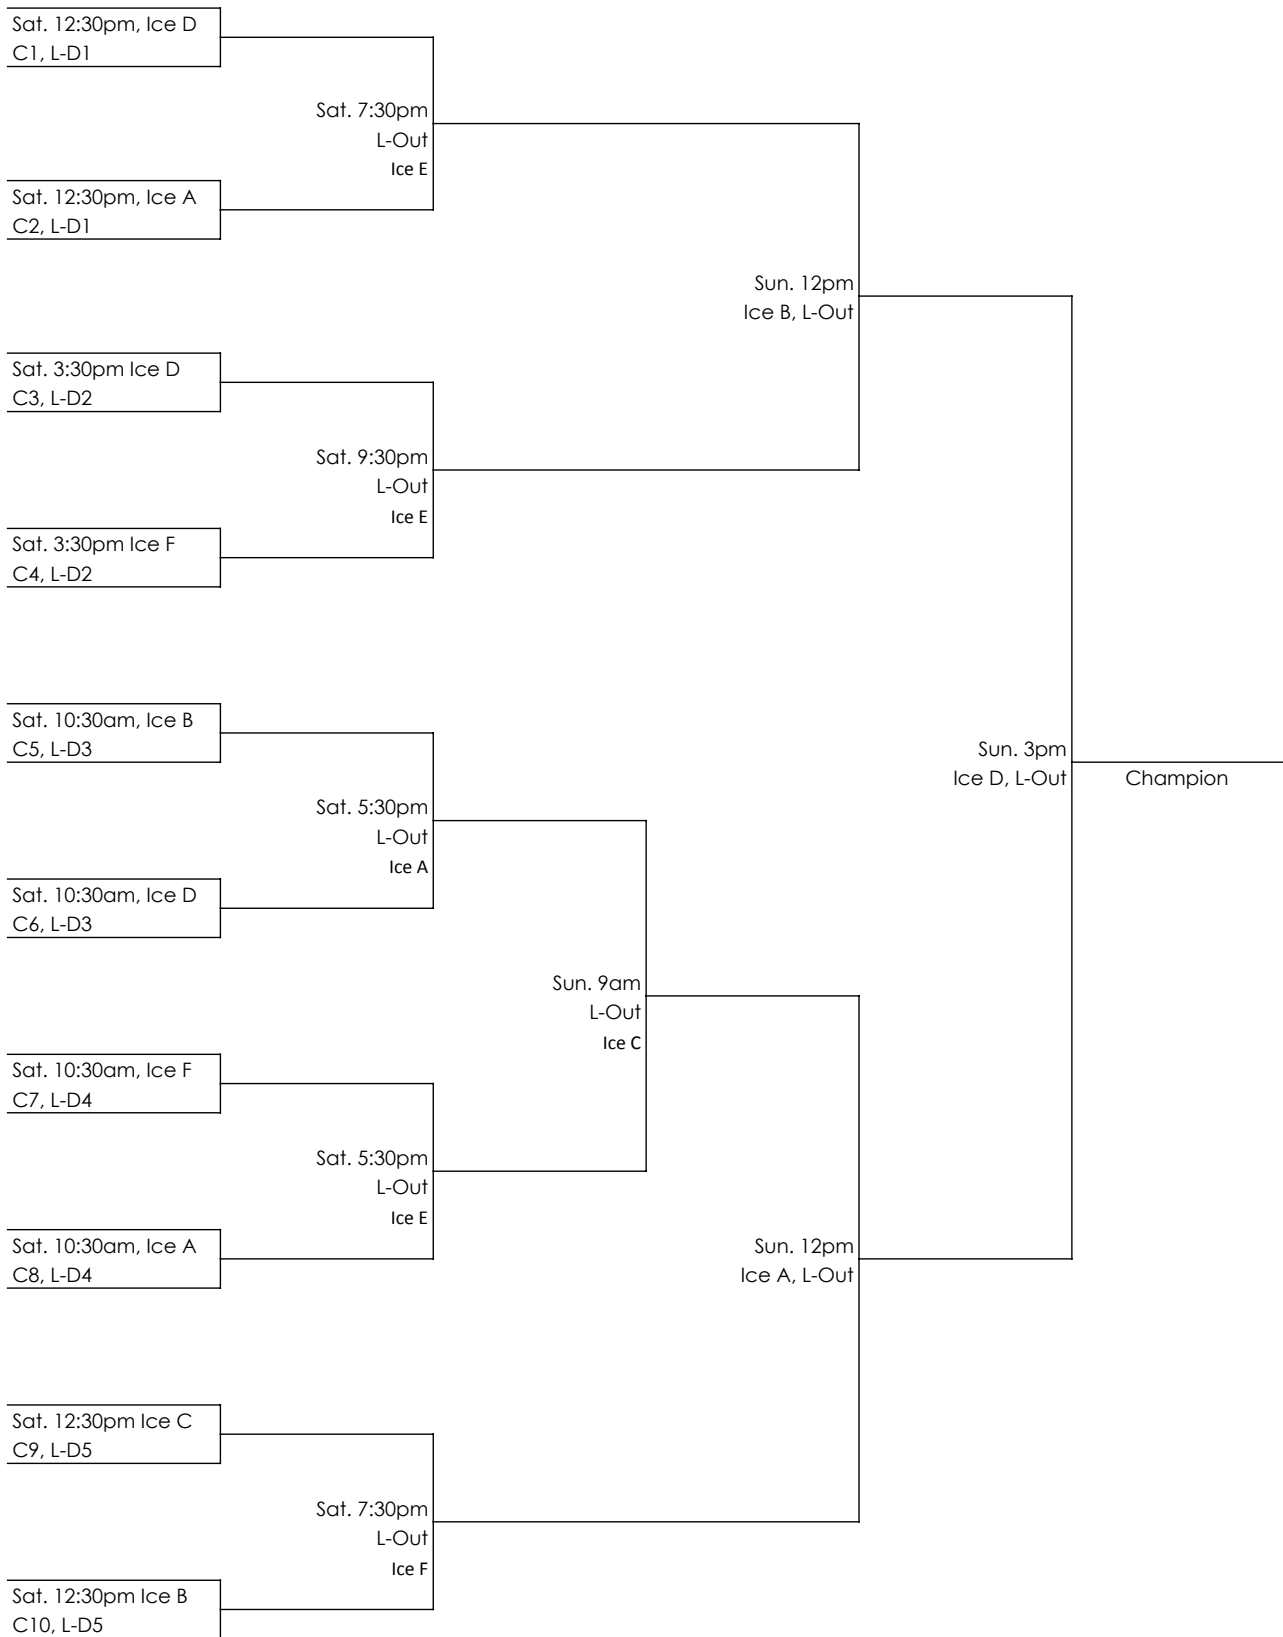 Sat. 12:30pm, Ice D
C1, L-D1
Sat. 7:30pm
L-Out
Ice E
Sat. 12:30pm, Ice A
C2, L-D1
Sun. 12pm
Ice B, L-Out
Sat. 3:30pm Ice D
C3, L-D2
Sat. 9:30pm
L-Out
Ice E
Sat. 3:30pm Ice F
C4, L-D2
Sat. 10:30am, Ice B
C5, L-D3
Sun. 3pm
Ice D, L-Out
Champion
Sat. 5:30pm
L-Out
Ice A
Sat. 10:30am, Ice D
C6, L-D3
Sun. 9am
L-Out
Ice C
Sat. 10:30am, Ice F
C7, L-D4
Sat. 5:30pm
L-Out
Ice E
Sat. 10:30am, Ice A
C8, L-D4
Sun. 12pm
Ice A, L-Out
Sat. 12:30pm Ice C
C9, L-D5
Sat. 7:30pm
L-Out
Ice F
Sat. 12:30pm Ice B
C10, L-D5